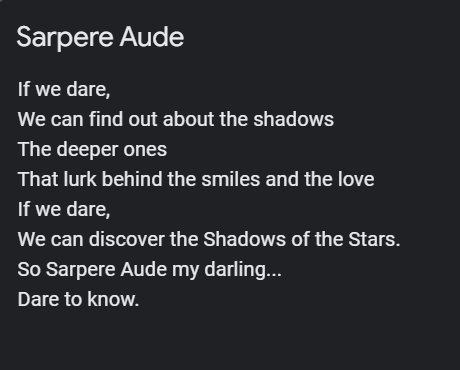 Sarpere Aude
If we dare,
We can find out about the shadows
The deeper ones
That lurk behind the smiles and the love
If we dare,
We can discover the Shadows of the Stars.
So Sarpere Aude my darling...
Dare to know.